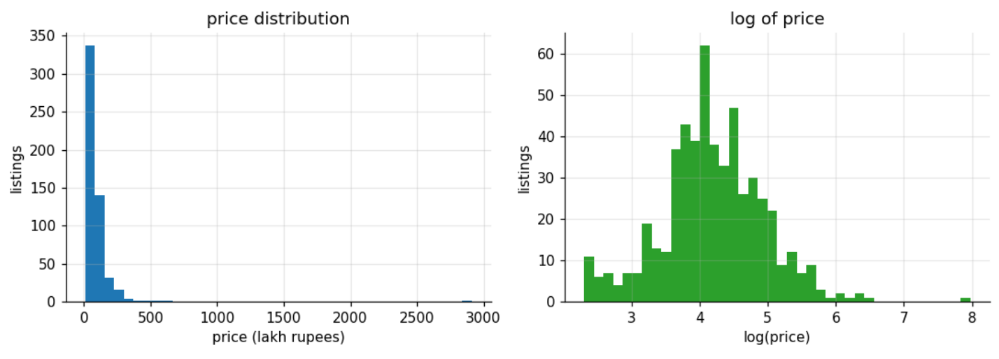 price distribution
350
300
250
200
150
100
50
0
listings
0 500 1000 1500 2000 2500 3000
price (lakh rupees)
log of price
60
50
40
30
20
10
0
listings
3 4 5 6 7 8
log(price)